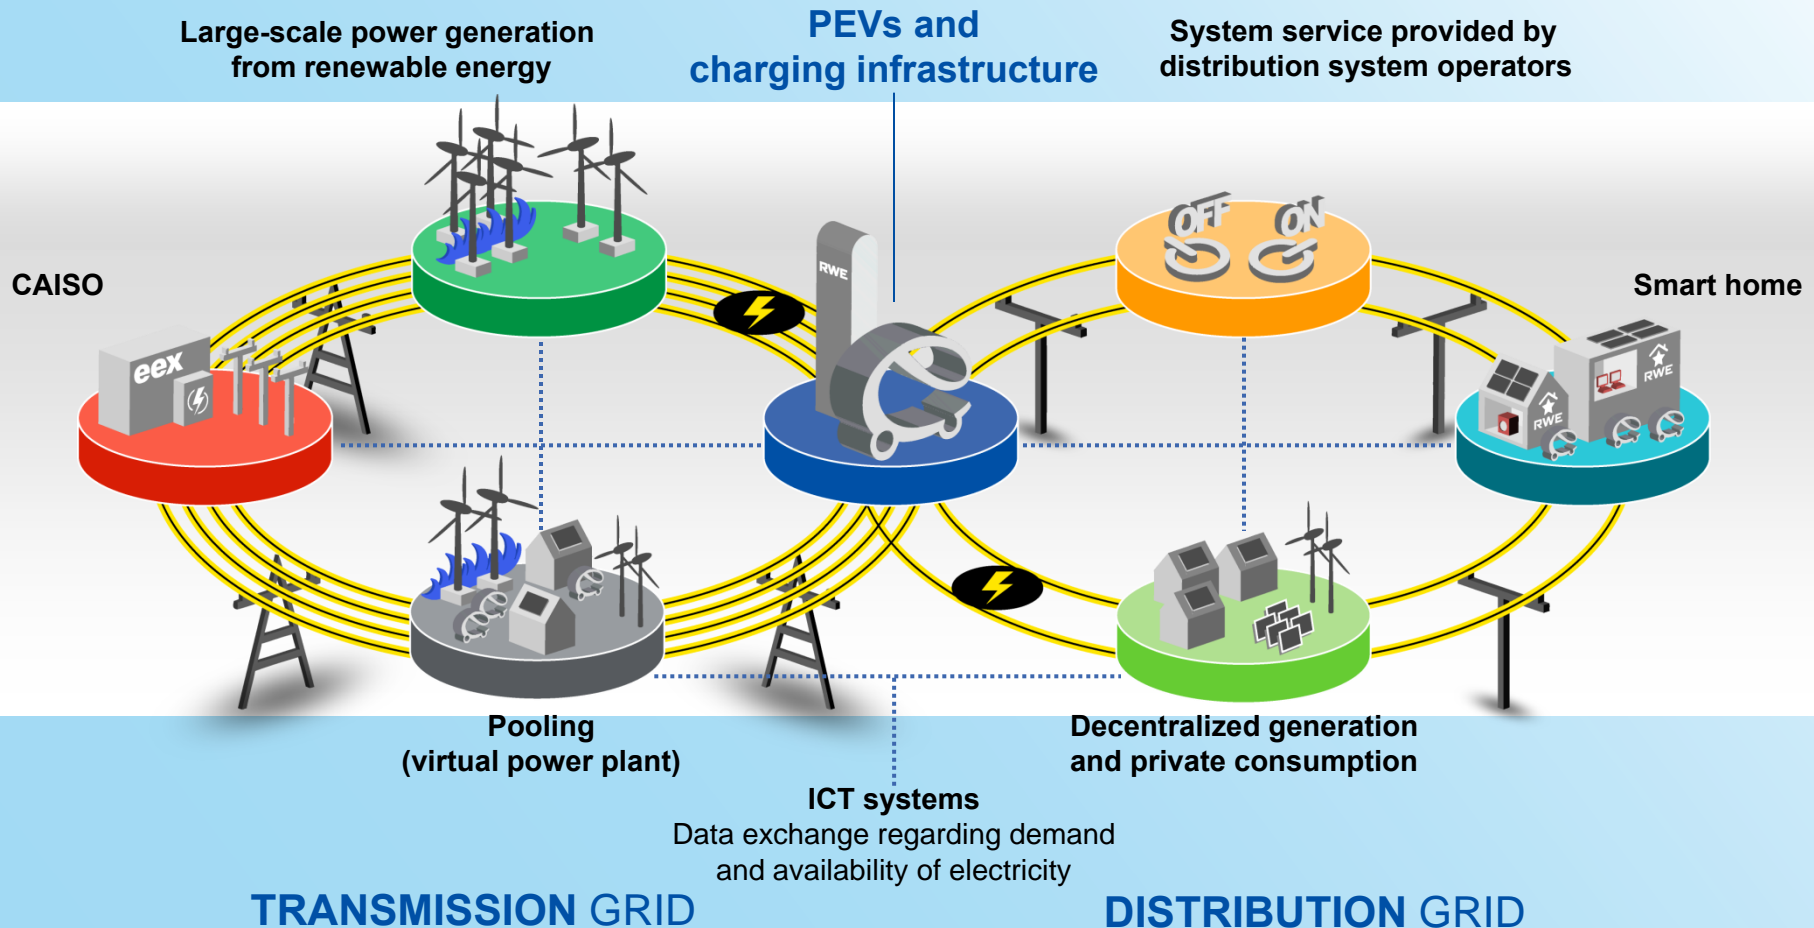 Large-scale power generation
from renewable energy
PEVs and
charging infrastructure
System service provided by
distribution system operators
CAISO
Smart home
OFF
ON
RWE
eex
RWE
RWE
Pooling
(virtual power plant)
Decentralized generation
and private consumption
ICT systems
Data exchange regarding demand
and availability of electricity
TRANSMISSION GRID
DISTRIBUTION GRID